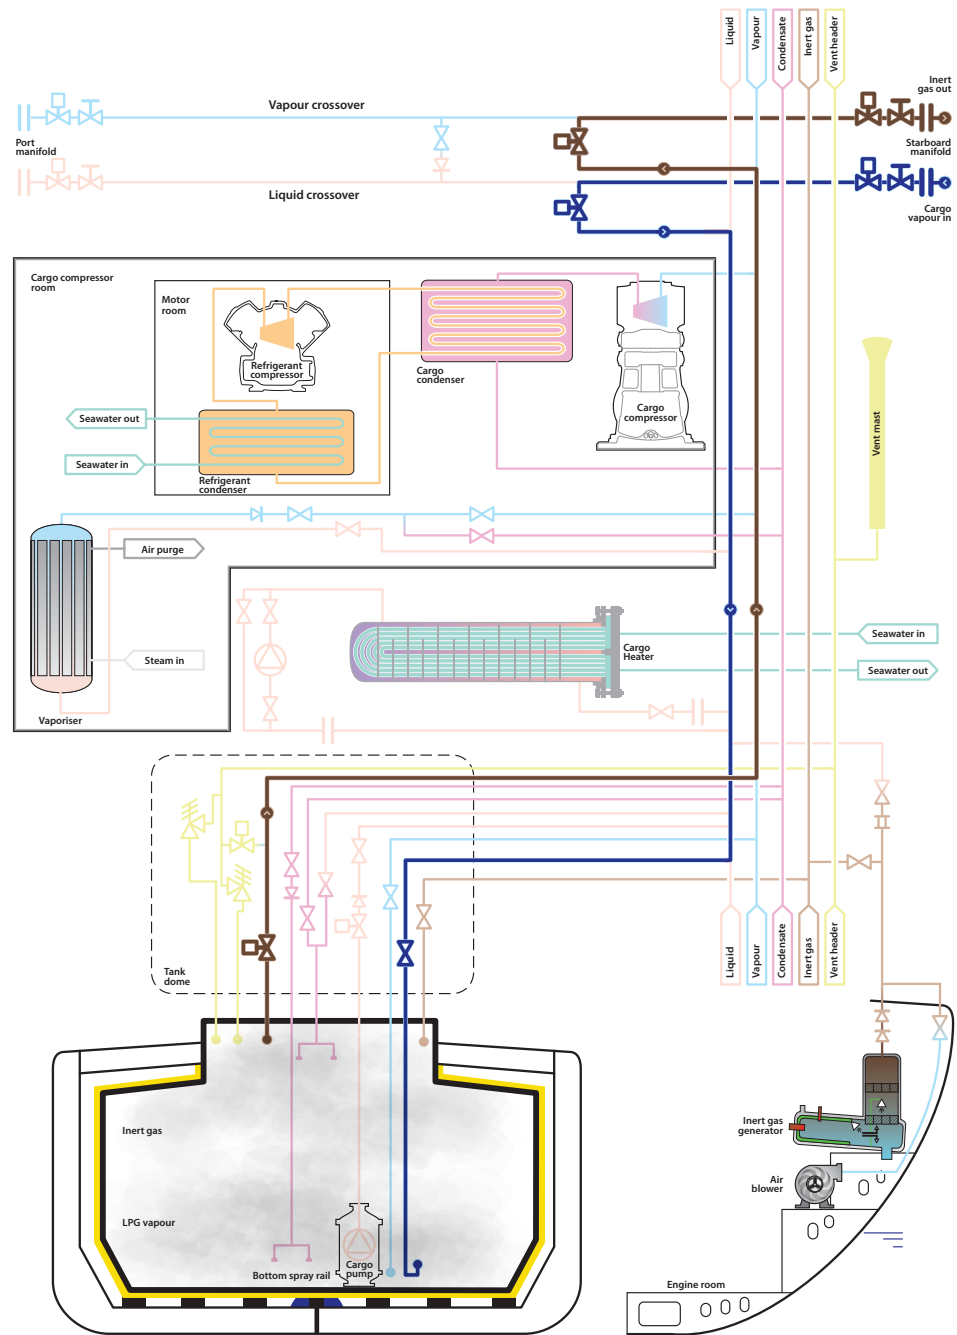 Liquid
Vapour
Condensate
Inert gas
Vent header
Inert
gas out
Vapour crossover
Port
manifold
Starboard
manifold
Liquid crossover
Cargo
vapour in
Cargo compressor
room
Motor
room
Refrigerant
compressor
Cargo
condenser
Cargo
compressor
Seawater out
Seawater in
Refrigerant
condenser
Vent mast
Air purge
Steam in
Vaporiser
Cargo
Heater
Seawater in
Seawater out
Tank
dome
Liquid
Vapour
Condensate
Inert gas
Vent header
Inert gas
LPG vapour
Bottom spray rail
Cargo
pump
Inert gas
generator
Air
blower
Engine room